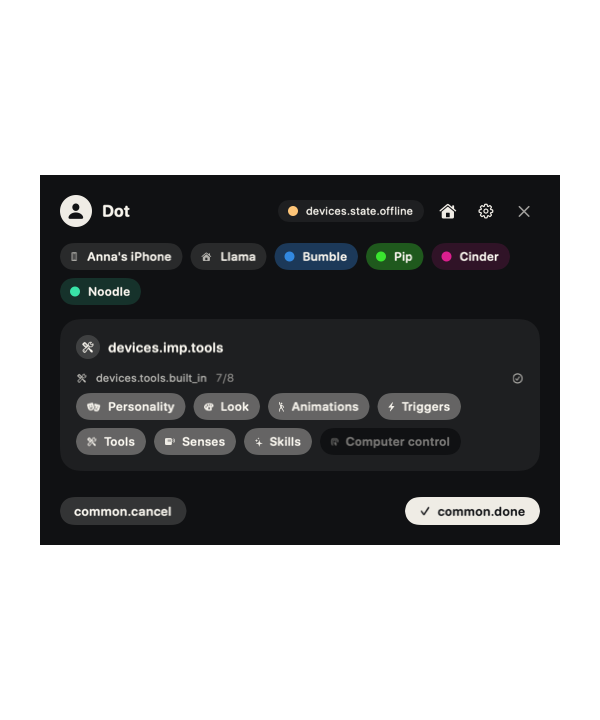 Dot devices.state.offline
Anna's iPhone Llama Bumble Pip Cinder
Noodle
devices.imp.tools
devices.tools.built_in 7/8
Personality Look Animations Triggers
Tools Senses Skills Computer control
common.cancel common.done